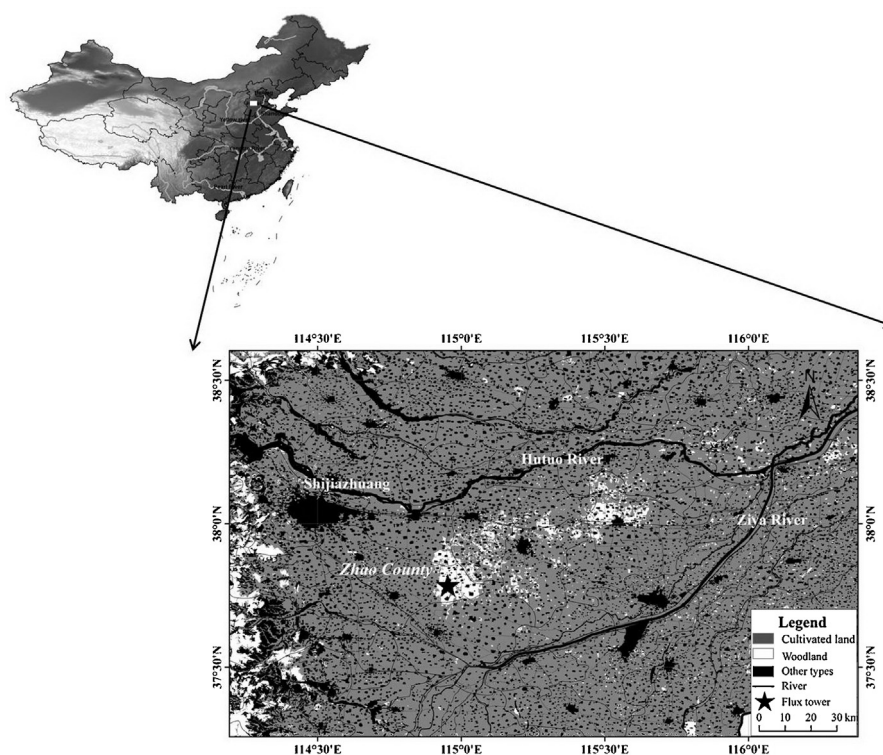 114°30'E 115°0'E 115°30'E 116°0'E
38°30'N 38°30'N
N
Hutuo River
Shijiazhuang
38°0'N 38°0'N
Ziya River
Zhao County
Legend
Cultivated land
Woodland
Other types
River
Flux tower
0 10 20 30 km
37°30'N 37°30'N
114°30'E 115°0'E 115°30'E 116°0'E